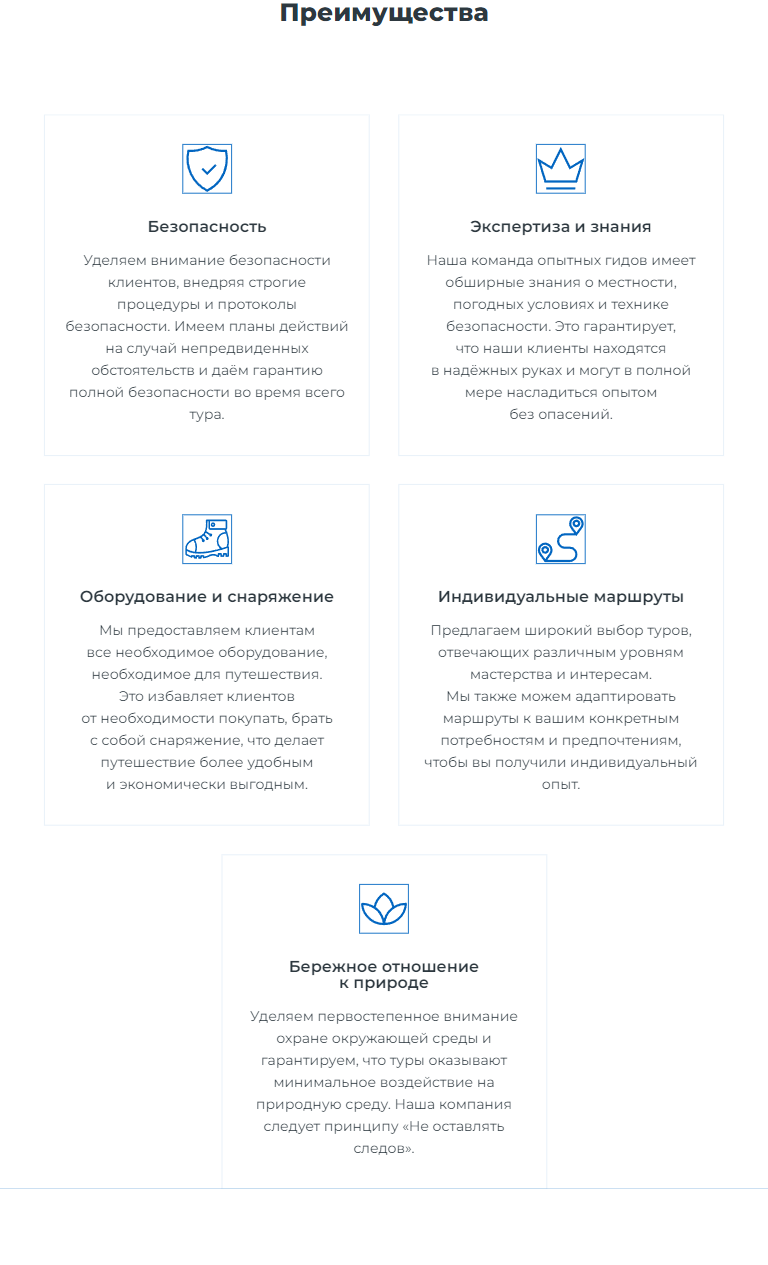 Преимущества
Безопасность
Уделяем внимание безопасности
клиентов, внедряя строгие
процедуры и протоколы
безопасности. Имеем планы действий
на случай непредвиденных
обстоятельств и даём гарантию
полной безопасности во время всего
тура.
Экспертиза и знания
Наша команда опытных гидов имеет
обширные знания о местности,
погодных условиях и технике
безопасности. Это гарантирует,
что наши клиенты находятся
в надёжных руках и могут в полной
мере насладиться опытом
без опасений.
Оборудование и снаряжение
Мы предоставляем клиентам
все необходимое оборудование,
необходимое для путешествия.
Это избавляет клиентов
от необходимости покупать, брать
с собой снаряжение, что делает
путешествие более удобным
и экономически выгодным.
Индивидуальные маршруты
Предлагаем широкий выбор туров,
отвечающих различным уровням
мастерства и интересам.
Мы также можем адаптировать
маршруты к вашим конкретным
потребностям и предпочтениям,
чтобы вы получили индивидуальный
опыт.
Бережное отношение
к природе
Уделяем первостепенное внимание
охране окружающей среды и
гарантируем, что туры оказывают
минимальное воздействие на
природную среду. Наша компания
следует принципу «Не оставлять
следов».